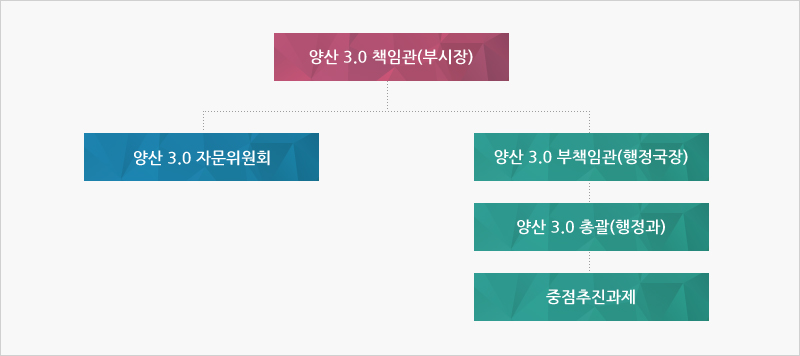 양산 3.0 책임관(부시장)
양산 3.0 자문위원회
양산 3.0 부책임관(행정국장)
양산 3.0 총괄(행정과)
중점추진과제